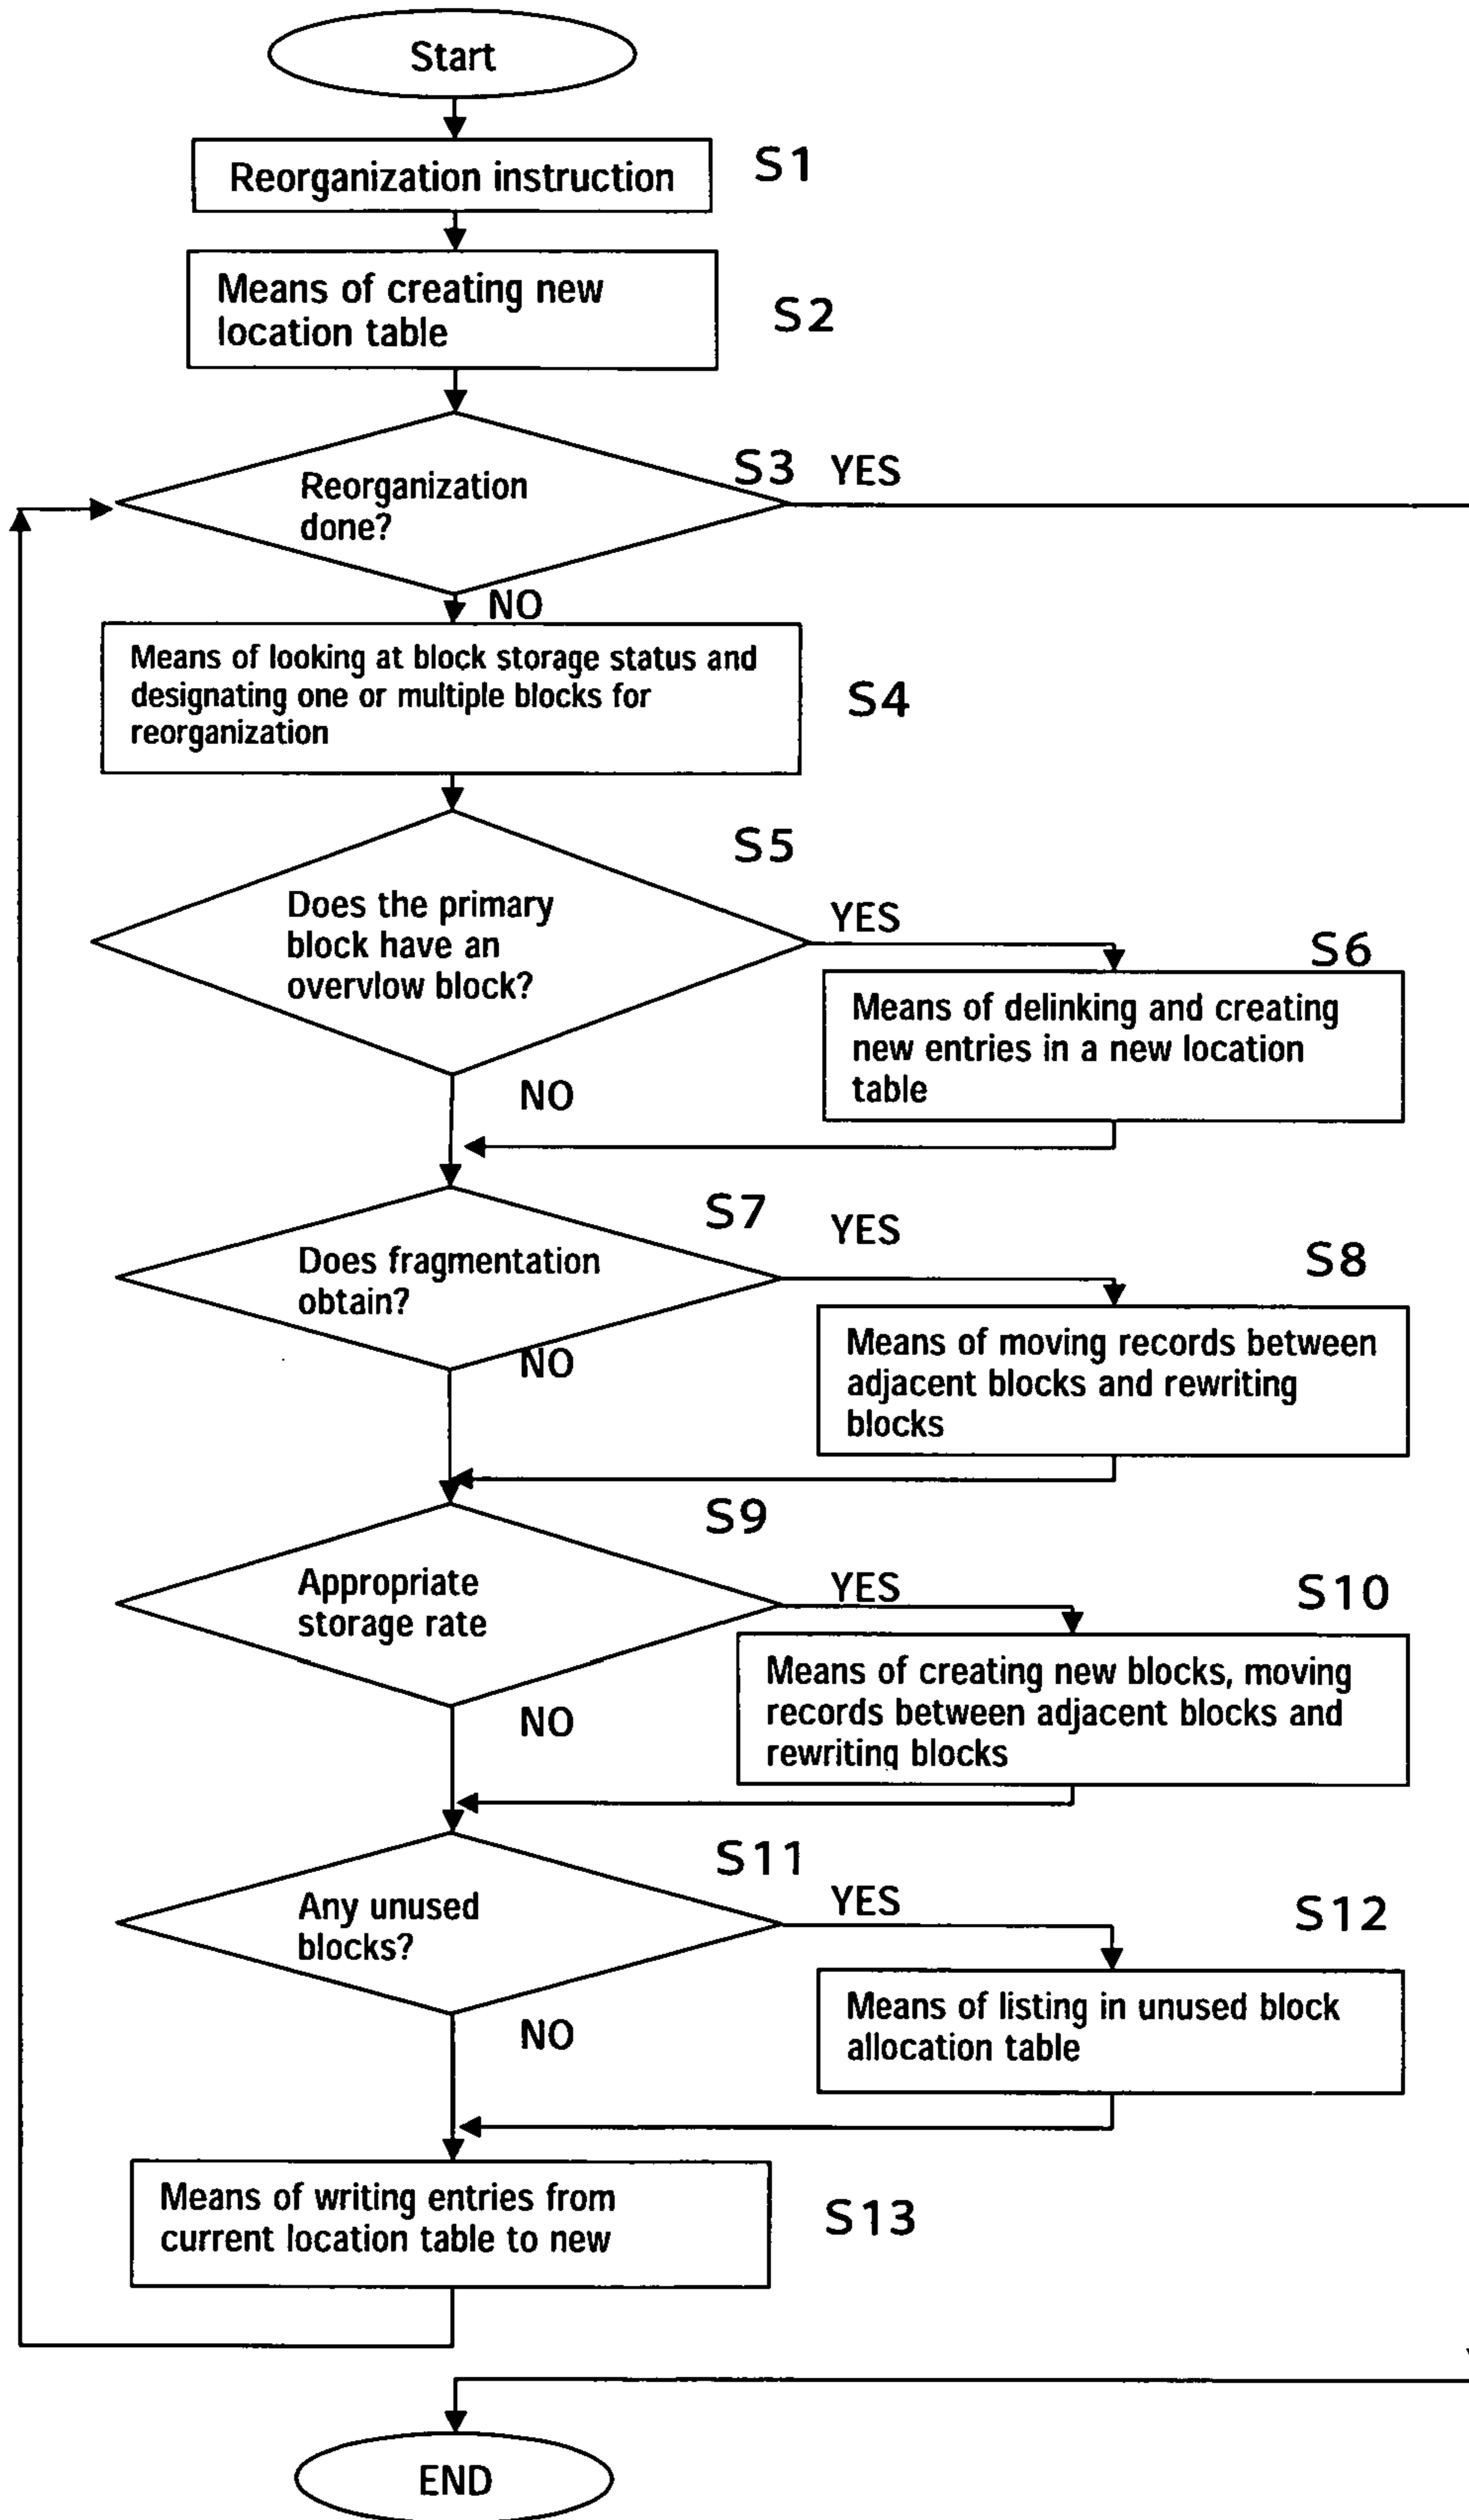 Start
Reorganization instruction
S1
Means of creating new
location table
S2
S3 YES
Reorganization
done?
NO
Means of looking at block storage status and
designating one or multiple blocks for
reorganization
S4
S5
Does the primary
block have an
overvlow block?
YES
S6
Means of delinking and creating
new entries in a new location
table
NO
S7
YES
Does fragmentation
obtain?
S8
Means of moving records between
adjacent blocks and rewriting
blocks
NO
S9
Appropriate
storage rate
YES
S10
Means of creating new blocks, moving
records between adjacent blocks and
rewriting blocks
NO
S11
Any unused
blocks?
YES
S12
Means of listing in unused block
allocation table
NO
Means of writing entries from
current location table to new
S13
END